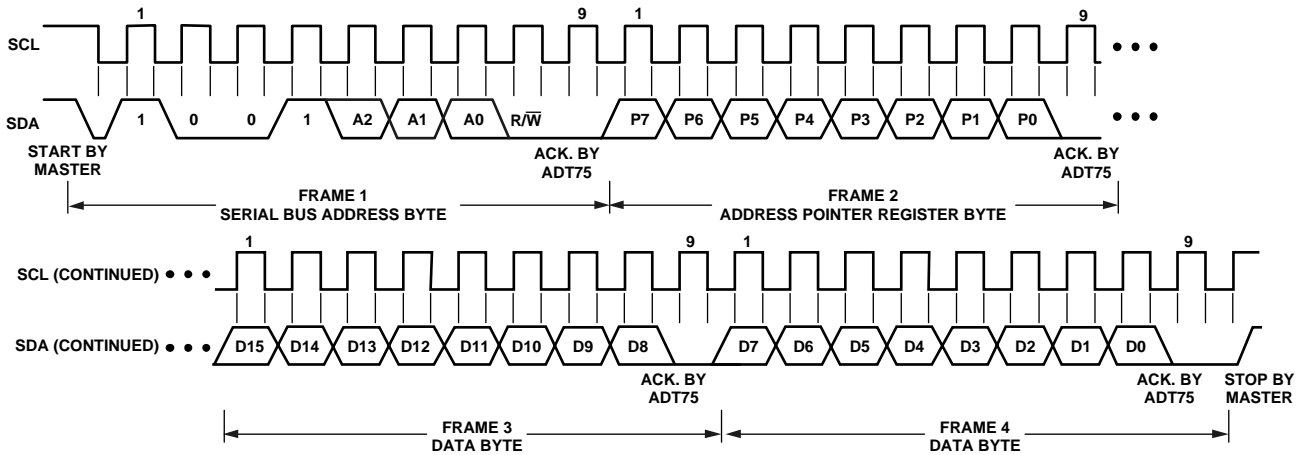 1 9 1 9
SCL
SDA
1 0 0 1 A2 A1 A0 R/W̅ P7 P6 P5 P4 P3 P2 P1 P0
START BY
MASTER
ACK. BY
ADT75
ACK. BY
ADT75
FRAME 1
SERIAL BUS ADDRESS BYTE
FRAME 2
ADDRESS POINTER REGISTER BYTE
1 9 1 9
SCL (CONTINUED)
SDA (CONTINUED)
D15 D14 D13 D12 D11 D10 D9 D8 D7 D6 D5 D4 D3 D2 D1 D0
ACK. BY
ADT75
ACK. BY
ADT75
STOP BY
MASTER
FRAME 3
DATA BYTE
FRAME 4
DATA BYTE